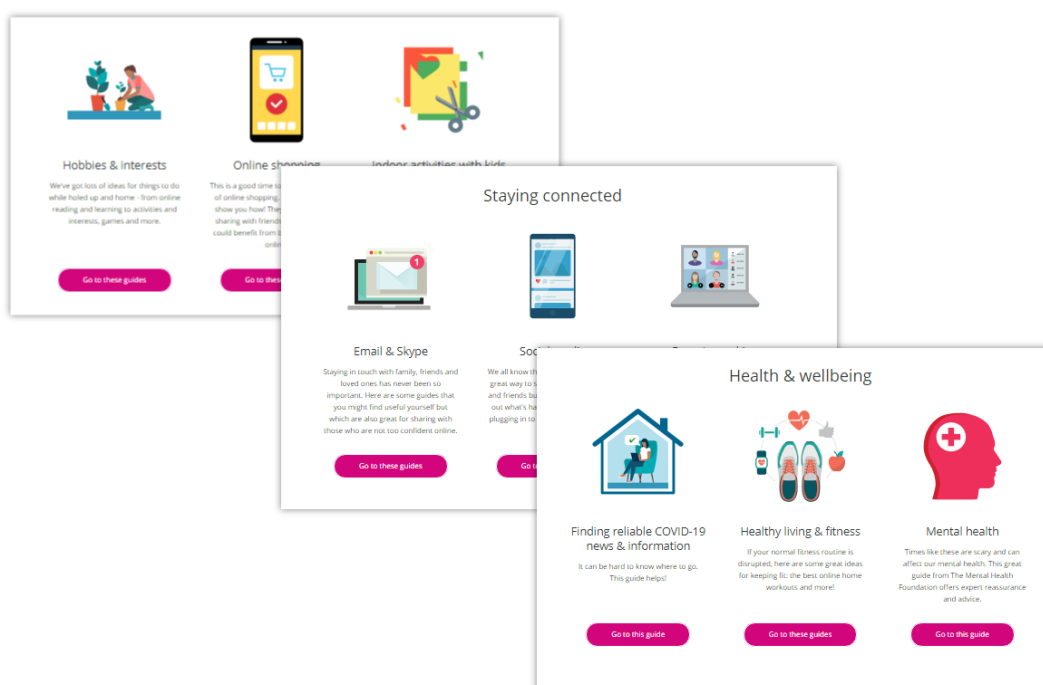 Hobbies & interests
We've got lots of ideas for things to do
while holed up and home - from online
reading and learning to activities and
interests, games and more.
Go to these guides
Online shopping
This is a good time to
of online shopping.
show you how! They
sharing with friends
could benefit from
Go to
Indoor activities with kids
Staying connected
1
Email & Skype
Staying in touch with family, friends and
loved ones has never been so
important. Here are some guides that
you might find useful yourself but
which are also great for sharing with
those who are not too confident online.
Go to these guides
We all know
great way to
and friends
out what's
plugging in to
Go
Health & wellbeing
Finding reliable COVID-19
news & information
It can be hard to know where to go.
This guide helps!
Go to this guide
Healthy living & fitness
If your normal fitness routine is
disrupted, here are some great ideas
for keeping fit: the best online home
workouts and more!
Go to these guides
Mental health
Times like these are scary and can
affect our mental health. This great
guide from The Mental Health
Foundation offers expert reassurance
and advice.
Go to this guide